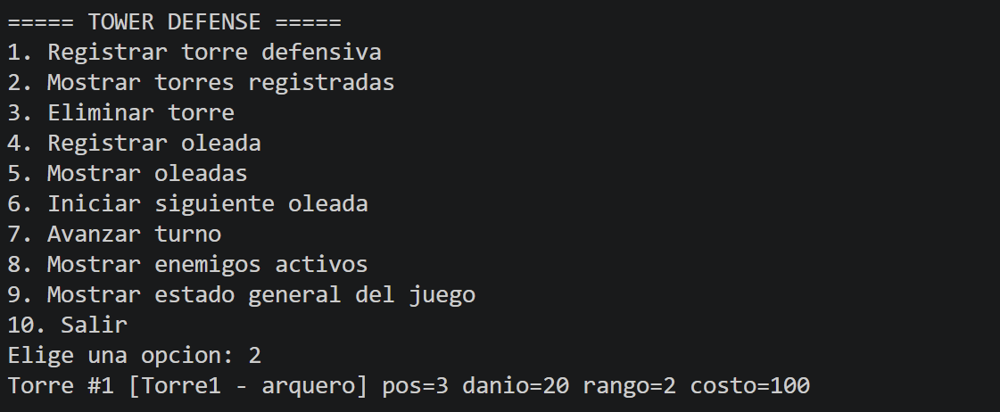 ===== TOWER DEFENSE =====
1. Registrar torre defensiva
2. Mostrar torres registradas
3. Eliminar torre
4. Registrar oleada
5. Mostrar oleadas
6. Iniciar siguiente oleada
7. Avanzar turno
8. Mostrar enemigos activos
9. Mostrar estado general del juego
10. Salir
Elige una opcion: 2
Torre #1 [Torre1 - arquero] pos=3 danio=20 rango=2 costo=100